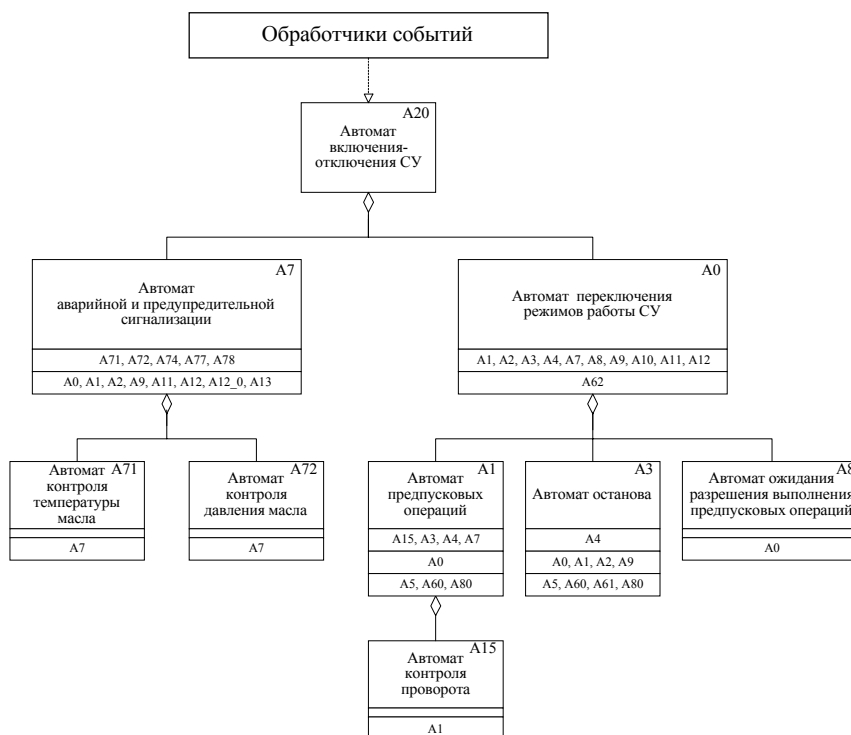 Обработчики событий
A20
Автомат
включения-
отключения СУ
A7
Автомат
аварийной и предупредительной
сигнализации
A71, A72, A74, A77, A78
A0, A1, A2, A9, A11, A12, A12_0, A13
A0
Автомат переключения
режимов работы СУ
A1, A2, A3, A4, A7, A8, A9, A10, A11, A12
A62
A71
Автомат
контроля
температуры
масла
A7
A72
Автомат
контроля
давления масла
A7
A1
Автомат
предпусковых
операций
A15, A3, A4, A7
A0
A5, A60, A80
A3
Автомат останова
A4
A0, A1, A2, A9
A5, A60, A61, A80
A8
Автомат ожидания
разрешения выполнения
предпусковых операций
A0
A15
Автомат
контроля
проворота
A1